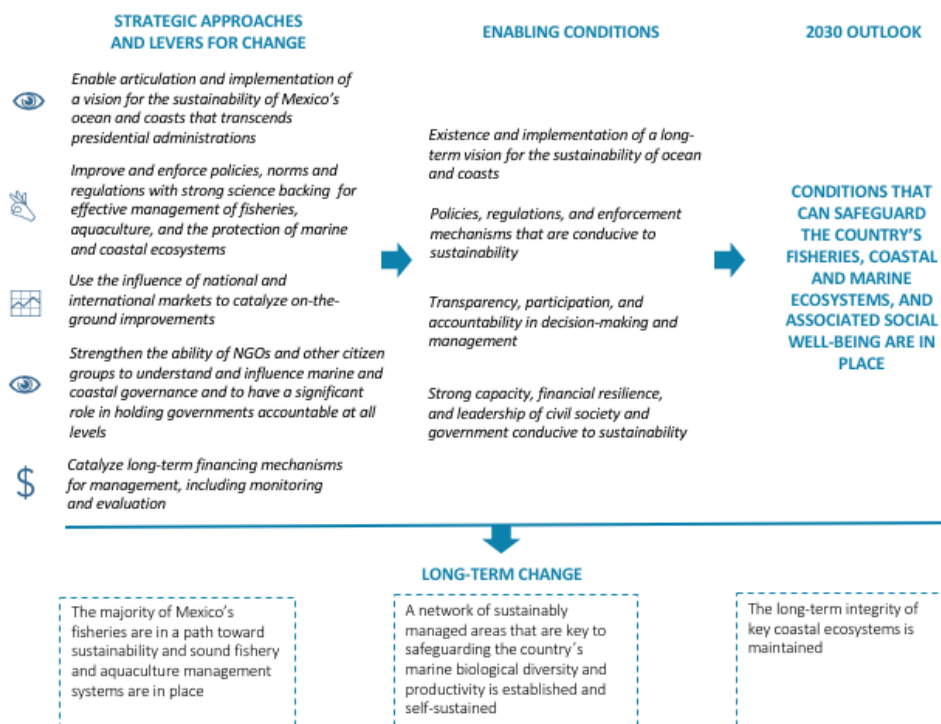 STRATEGIC APPROACHES
AND LEVERS FOR CHANGE
Enable articulation and implementation of
a vision for the sustainability of Mexico's
ocean and coasts that transcends
presidential administrations
Improve and enforce policies, norms and
regulations with strong science backing for
effective management of fisheries,
aquaculture, and the protection of marine
and coastal ecosystems
Use the influence of national and
international markets to catalyze on-the-
ground improvements
Strengthen the ability of NGOs and other citizen
groups to understand and influence marine and
coastal governance and to have a significant
role in holding governments accountable at all
levels
$
Catalyze long-term financing mechanisms
for management, including monitoring
and evaluation
ENABLING CONDITIONS
Existence and implementation of a long-
term vision for the sustainability of ocean
and coasts
Policies, regulations, and enforcement
mechanisms that are conducive to
sustainability
Transparency, participation, and
accountability in decision-making and
management
Strong capacity, financial resilience,
and leadership of civil society and
government conducive to sustainability
2030 OUTLOOK
CONDITIONS THAT
CAN SAFEGUARD
THE COUNTRY'S
FISHERIES, COASTAL
AND MARINE
ECOSYSTEMS, AND
ASSOCIATED SOCIAL
WELL-BEING ARE IN
PLACE
LONG-TERM CHANGE
The majority of Mexico's
fisheries are in a path toward
sustainability and sound fishery
and aquaculture management
systems are in place
A network of sustainably
managed areas that are key to
safeguarding the country´s
marine biological diversity and
productivity is established and
self-sustained
The long-term integrity of
key coastal ecosystems is
maintained